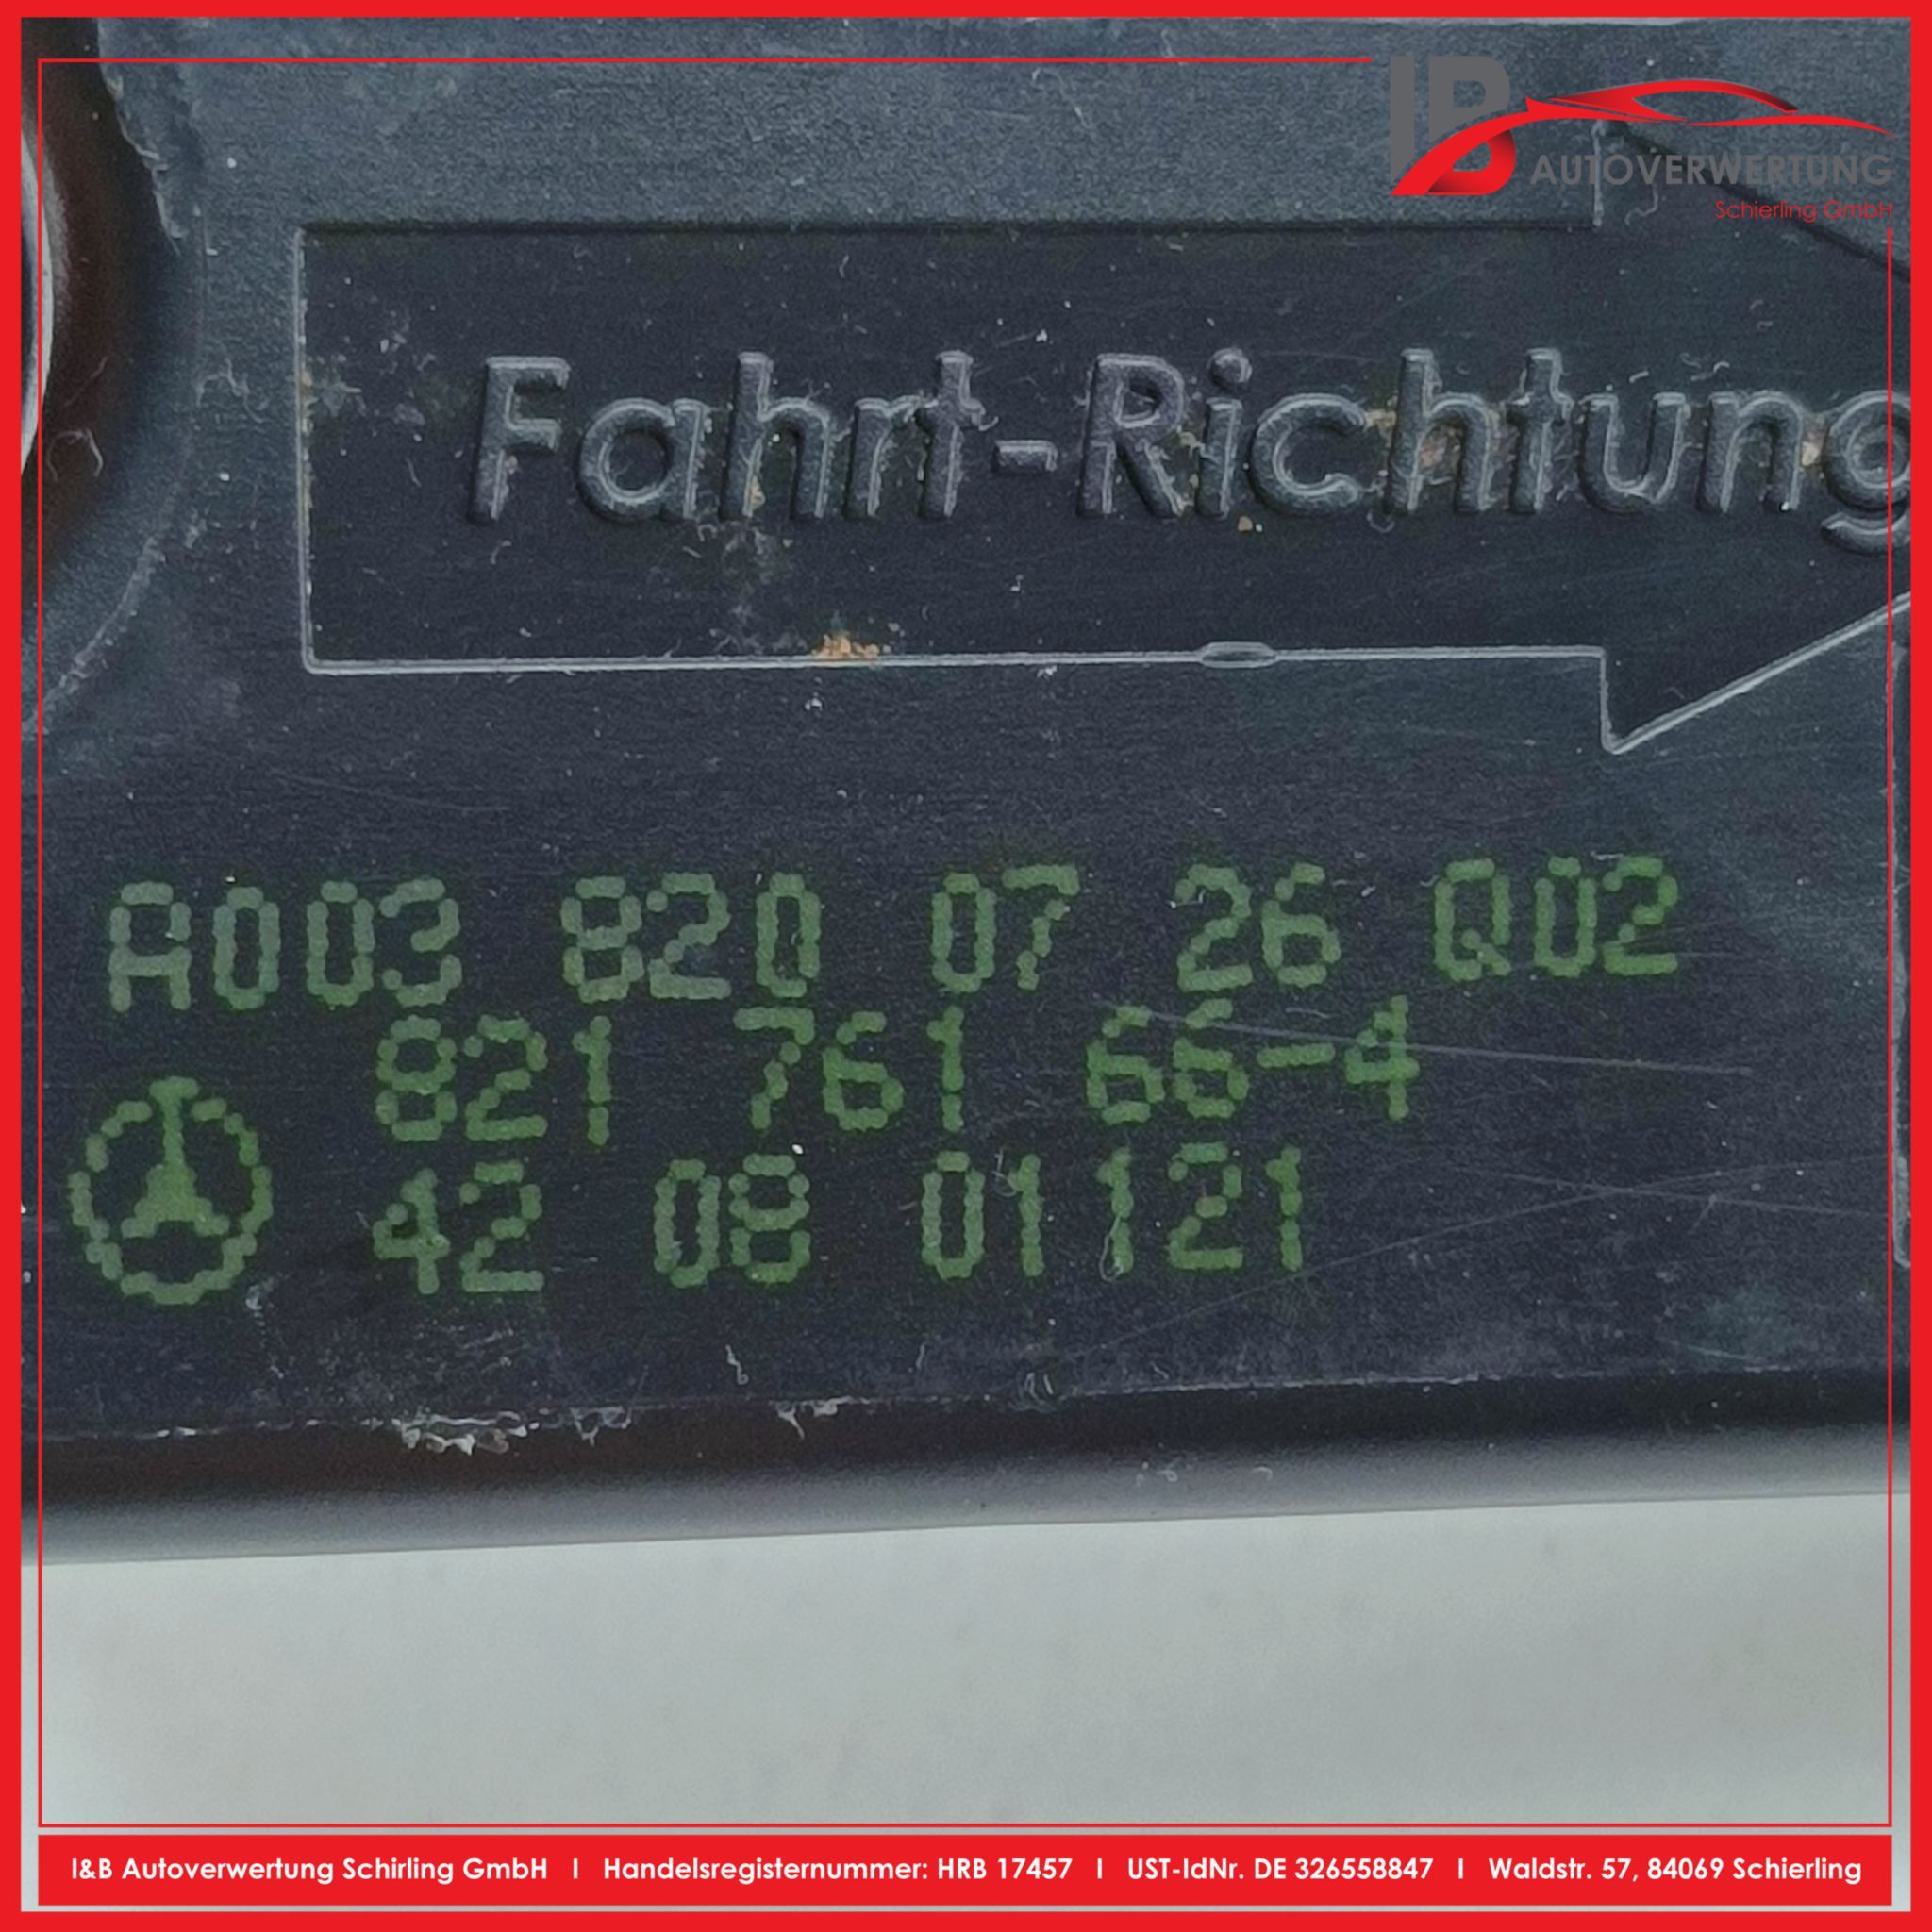 IB
AUTOVERWERTUNG
Schierling GmbH
Fahrt-Richtung
A003 820 07 26 Q02
821 761 66-4
42 08 01121
I&B Autoverwertung Schirling GmbH I Handelsregisternummer: HRB 17457 I UST-IdNr. DE 326558847 I Waldstr. 57, 84069 Schierling